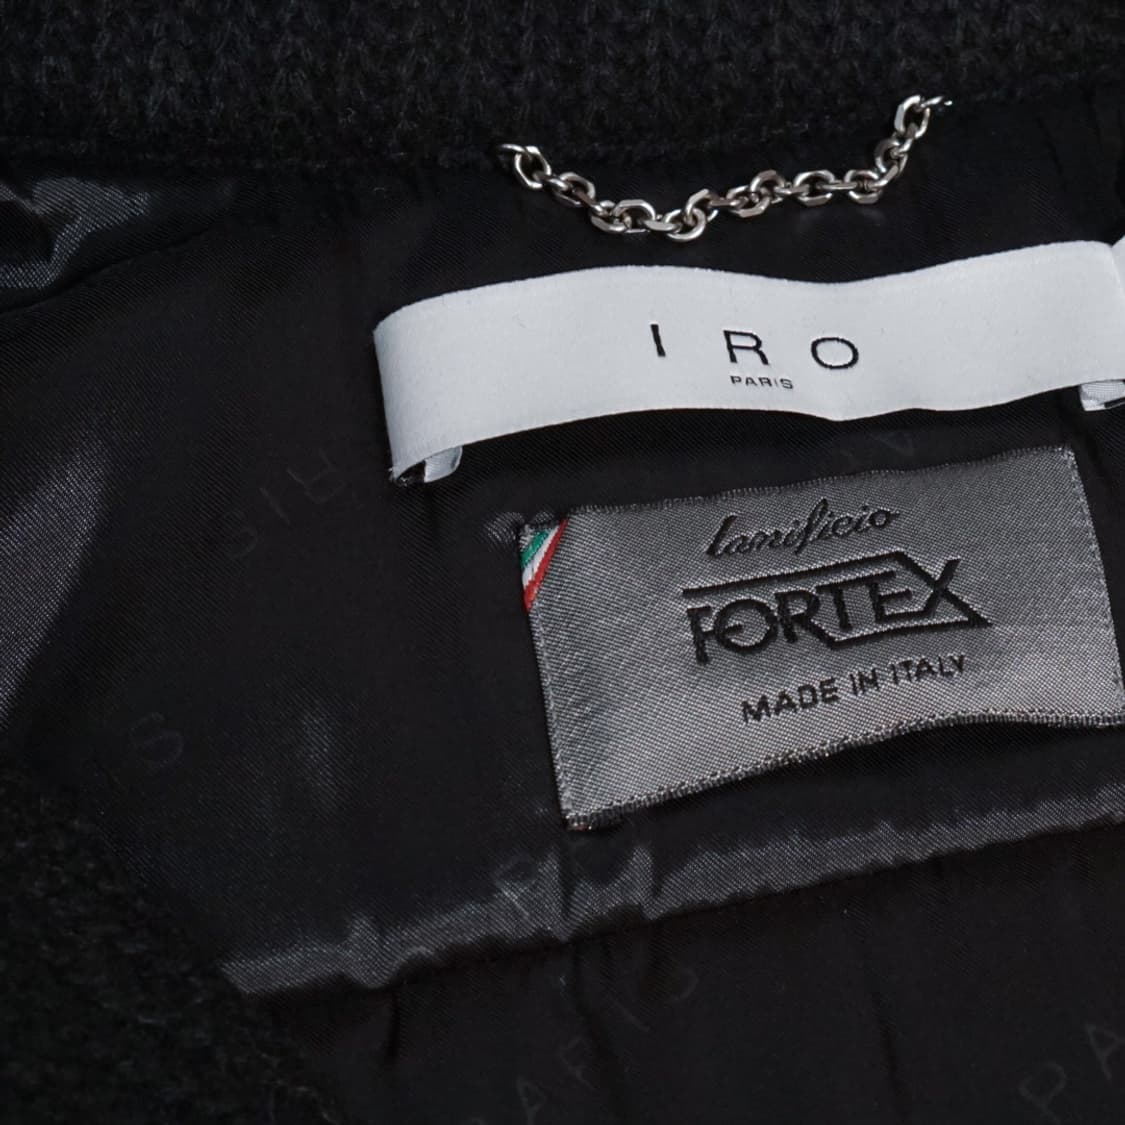 IRO
PARIS
lanificio
FORTEX
MADE IN ITALY